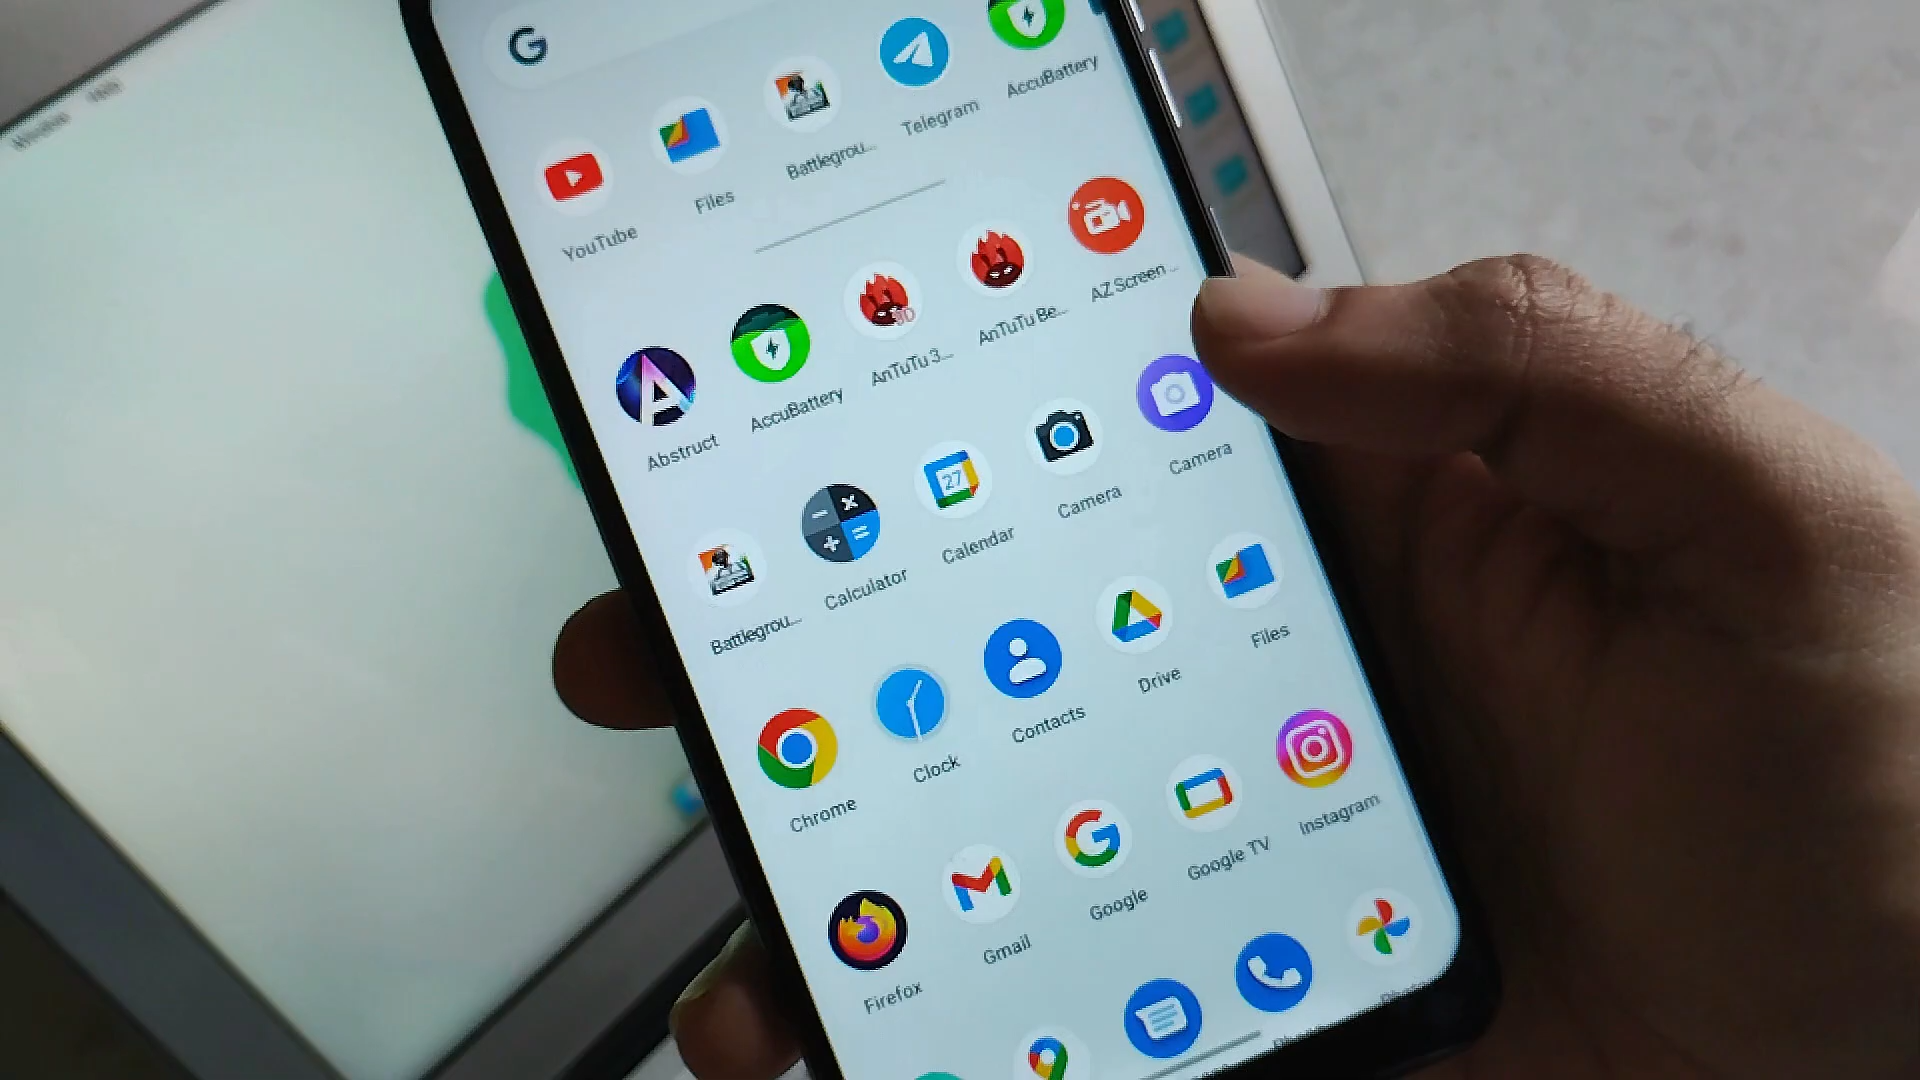 YouTube
Files
Battlegrou...
Telegram
AccuBattery
Abstruct
AccuBattery
AnTuTu 3...
AnTuTu Be...
AZ Screen ...
Battlegrou...
Calculator
27
Calendar
Camera
Camera
Chrome
Clock
Contacts
Drive
Files
Firefox
Gmail
Google
Google TV
Instagram